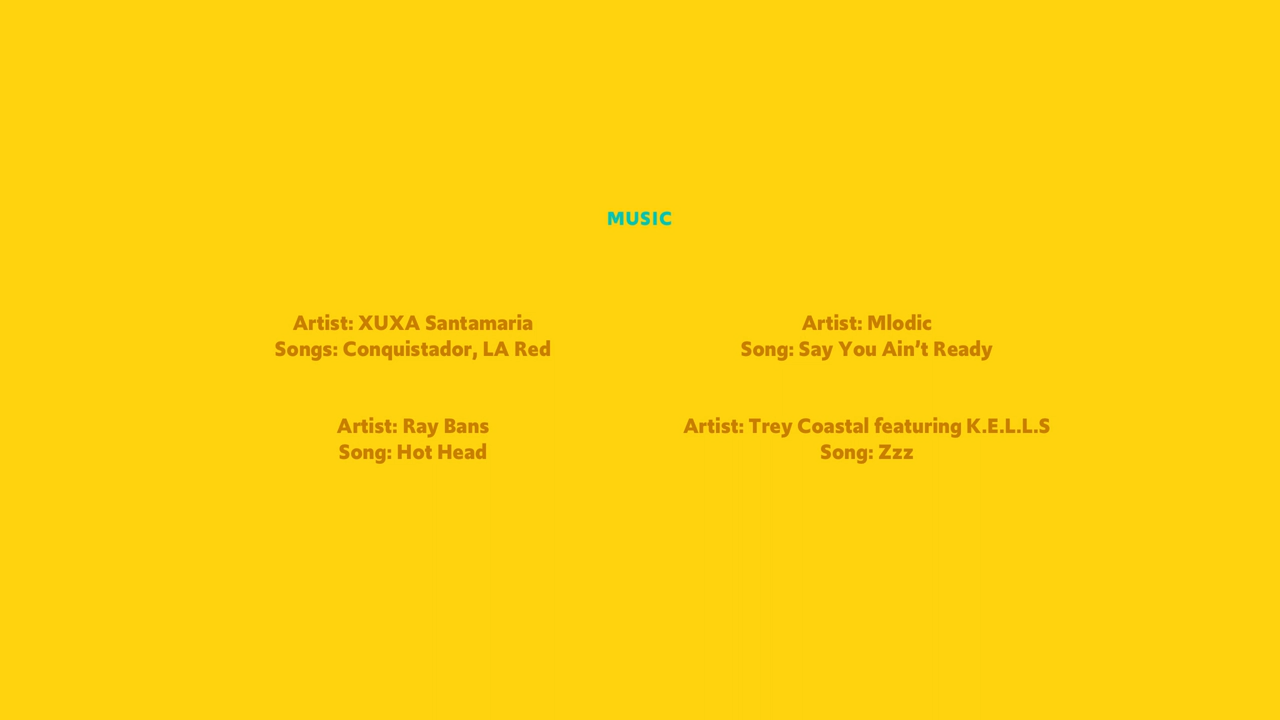 MUSIC
Artist: XUXA Santamaria
Songs: Conquistador, LA Red
Artist: Mlodic
Song: Say You Ain’t Ready
Artist: Ray Bans
Song: Hot Head
Artist: Trey Coastal featuring K.E.L.L.S
Song: Zzz